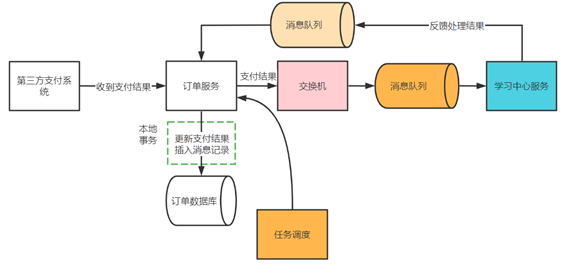 消息队列
反馈处理结果
第三方支付系
统
收到支付结果
订单服务
支付结果
交换机
消息队列
学习中心服务
本地
事务
更新支付结果
插入消息记录
订单数据库
任务调度